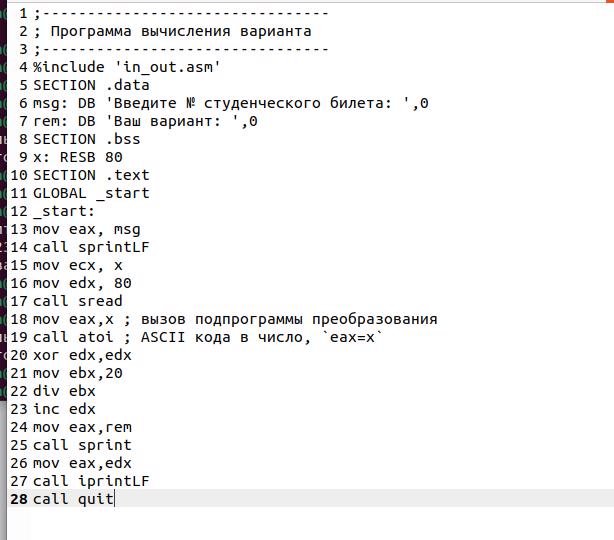 1 ;--------------------------------
2 ; Программа вычисления варианта
3 ;--------------------------------
4 %include 'in_out.asm'
5 SECTION .data
6 msg: DB 'Введите № студенческого билета: ',0
7 rem: DB 'Ваш вариант: ',0
8 SECTION .bss
9 x: RESB 80
10 SECTION .text
11 GLOBAL _start
12 _start:
13 mov eax, msg
14 call sprintLF
15 mov ecx, x
16 mov edx, 80
17 call sread
18 mov eax,x ; вызов подпрограммы преобразования
19 call atoi ; ASCII кода в число, `eax=x`
20 xor edx,edx
21 mov ebx,20
22 div ebx
23 inc edx
24 mov eax,rem
25 call sprint
26 mov eax,edx
27 call iprintLF
28 call quit